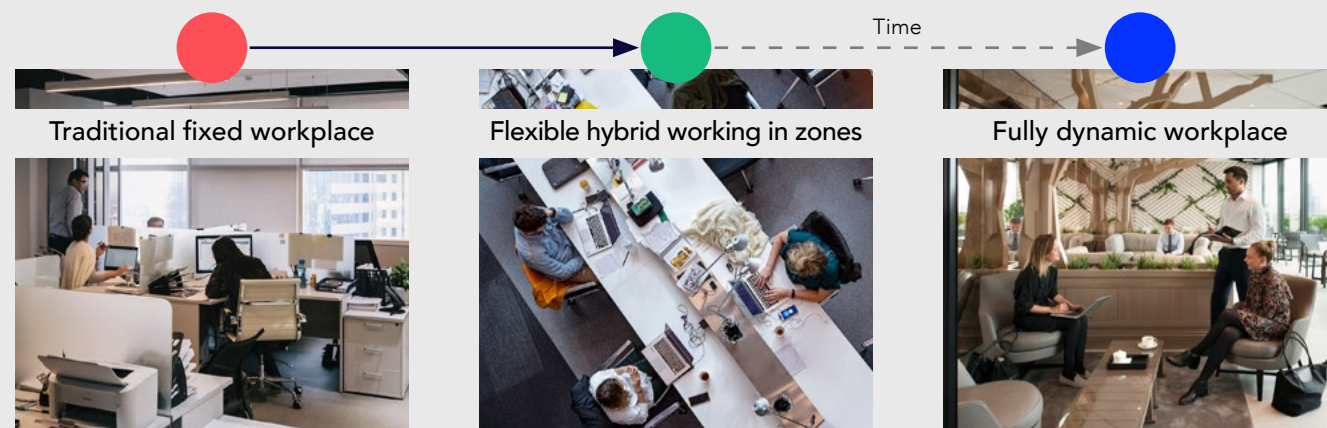 Time
Traditional fixed workplace
Flexible hybrid working in zones
Fully dynamic workplace